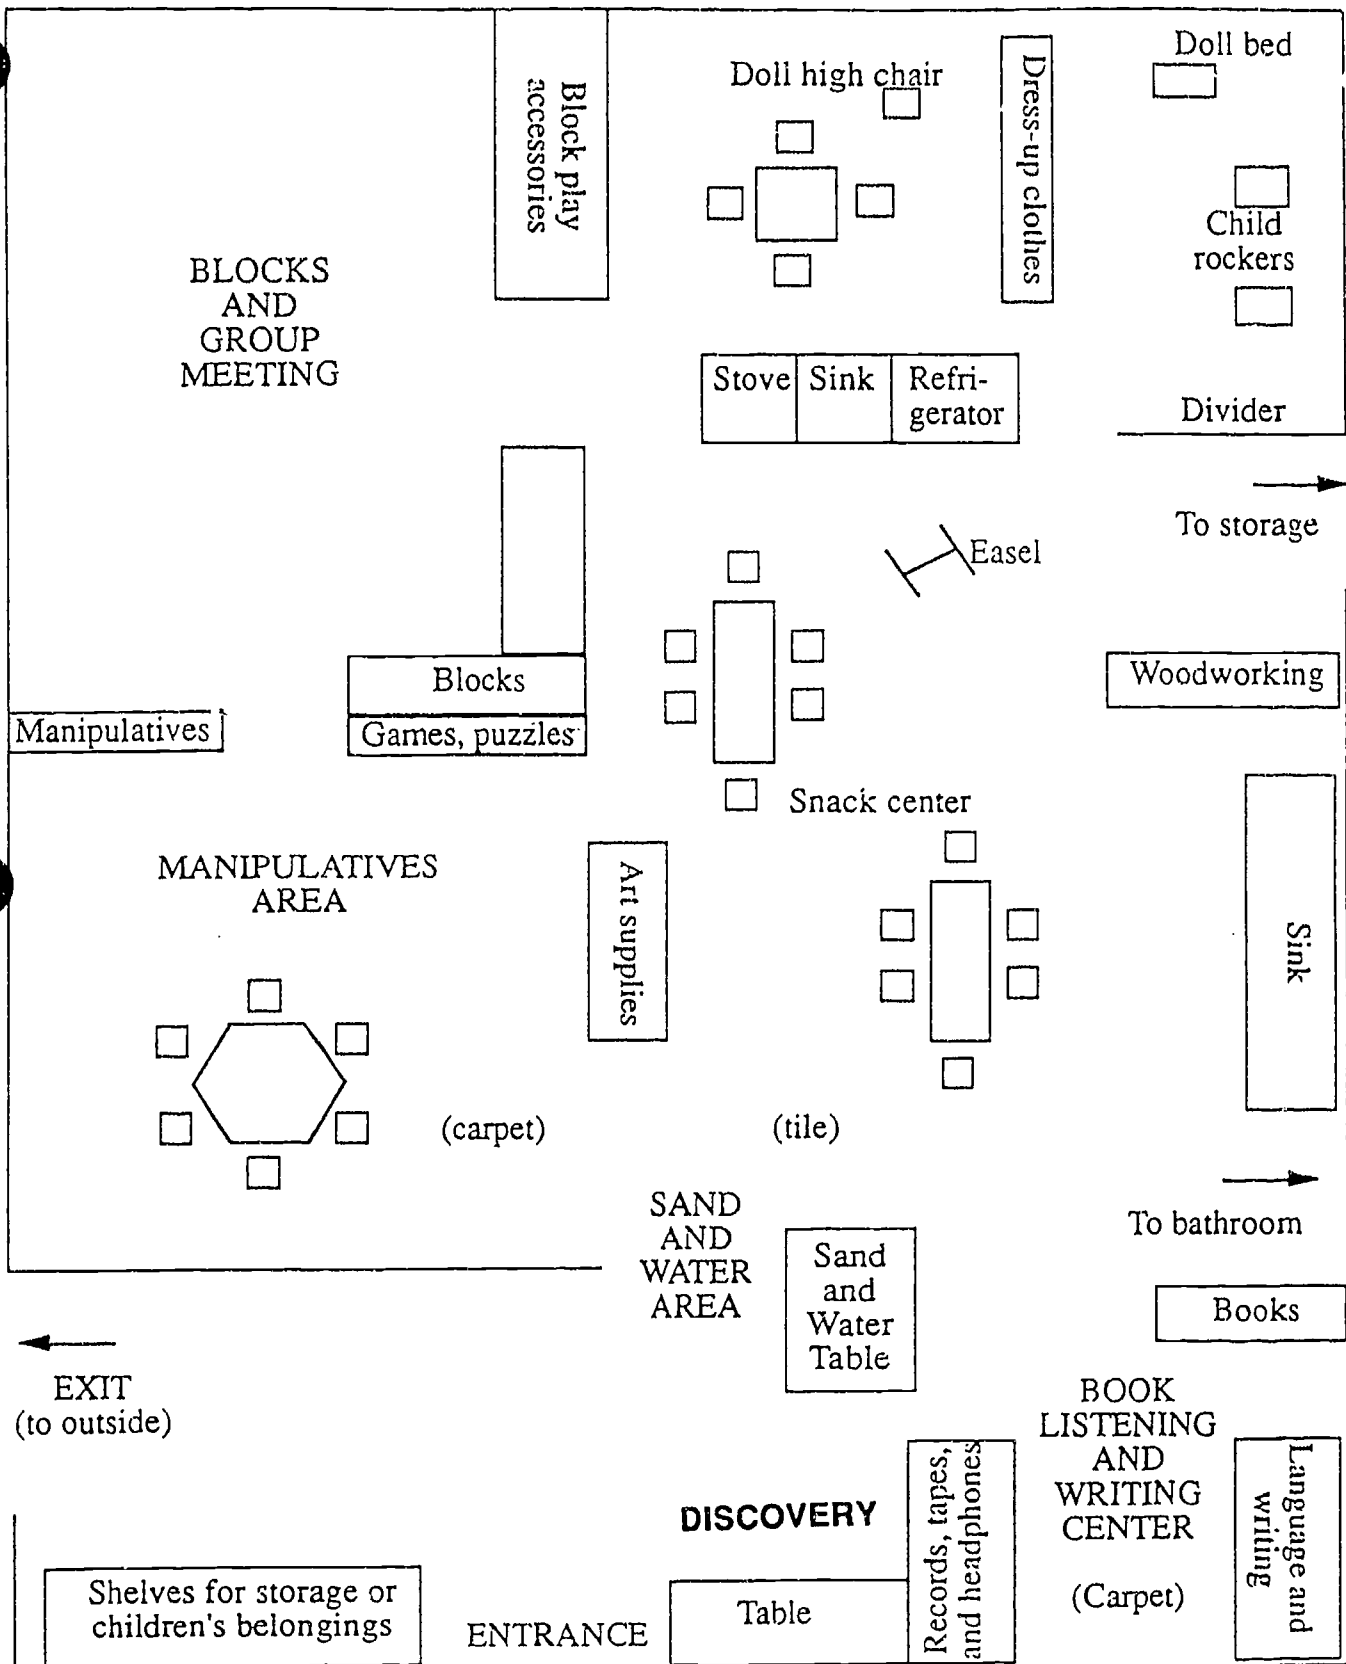 Doll bed
Doll high chair
Block play
accessories
Dress-up clothes
Child
rockers
BLOCKS
AND
GROUP
MEETING
Stove
Sink
Refri-
gerator
Divider
To storage
Easel
Blocks
Woodworking
Manipulatives
Games, puzzles
Snack center
MANIPULATIVES
AREA
Art supplies
Sink
(carpet)
(tile)
SAND
AND
WATER
AREA
To bathroom
Sand
and
Water
Table
Books
EXIT
(to outside)
BOOK
LISTENING
AND
WRITING
CENTER
(Carpet)
Language and
writing
DISCOVERY
Records, tapes,
and headphones
Shelves for storage or
children's belongings
ENTRANCE
Table